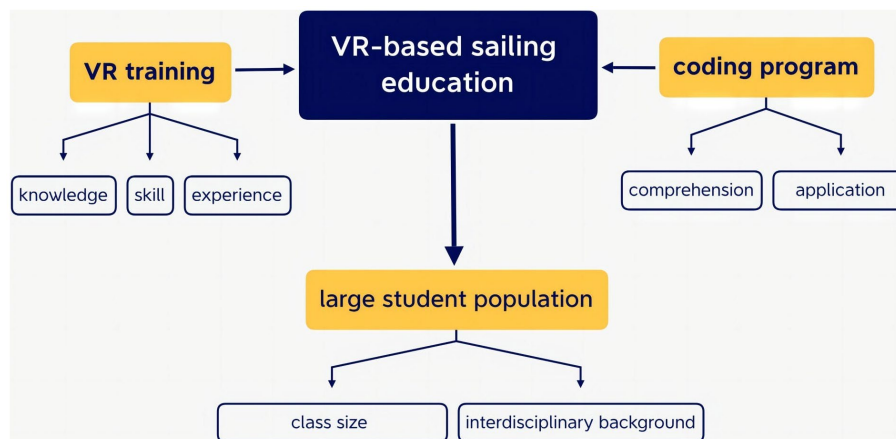 VR-based sailing
education
VR training
coding program
knowledge
skill
experience
comprehension
application
large student population
class size
interdisciplinary background